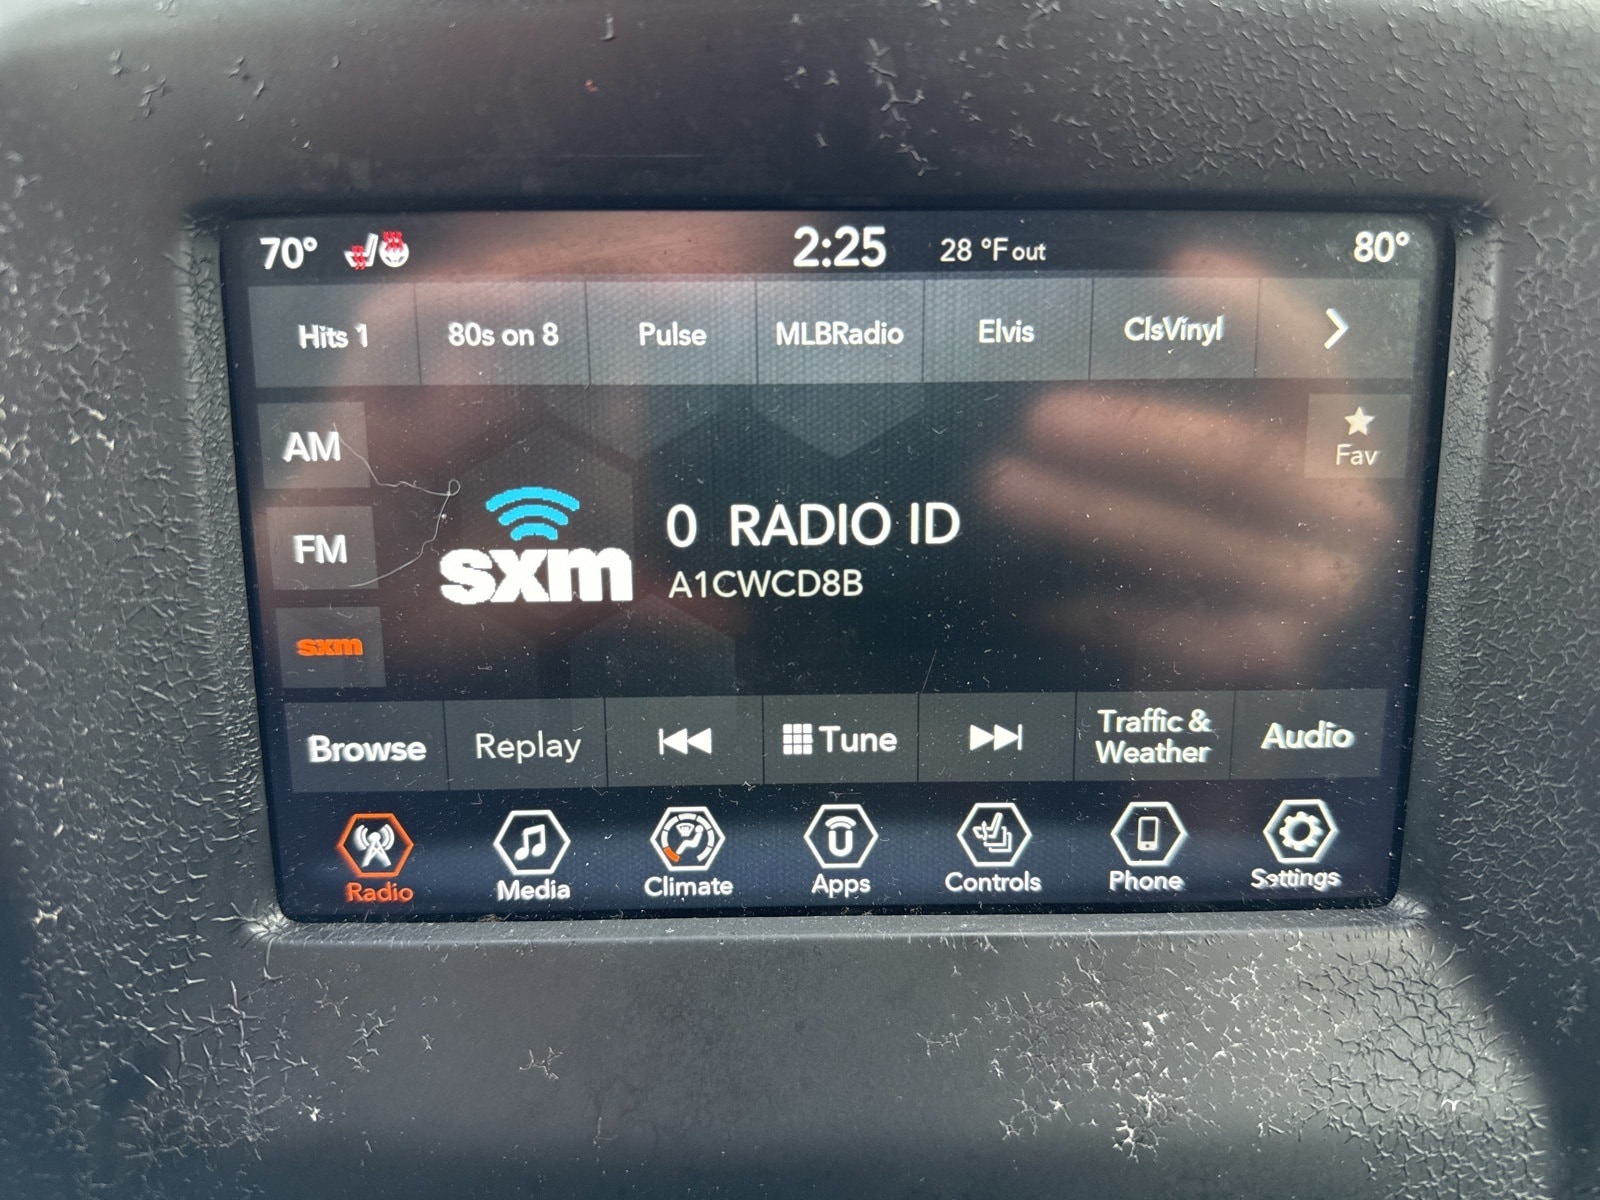 70° 2:25 28 °F out 80°
Hits 1 80s on 8 Pulse MLBRadio Elvis ClsVinyl
AM
Fav
FM
sxm
0 RADIO ID
A1CWCD8B
sxm
Browse Replay Tune Traffic & Weather Audio
Radio Media Climate Apps Controls Phone Settings